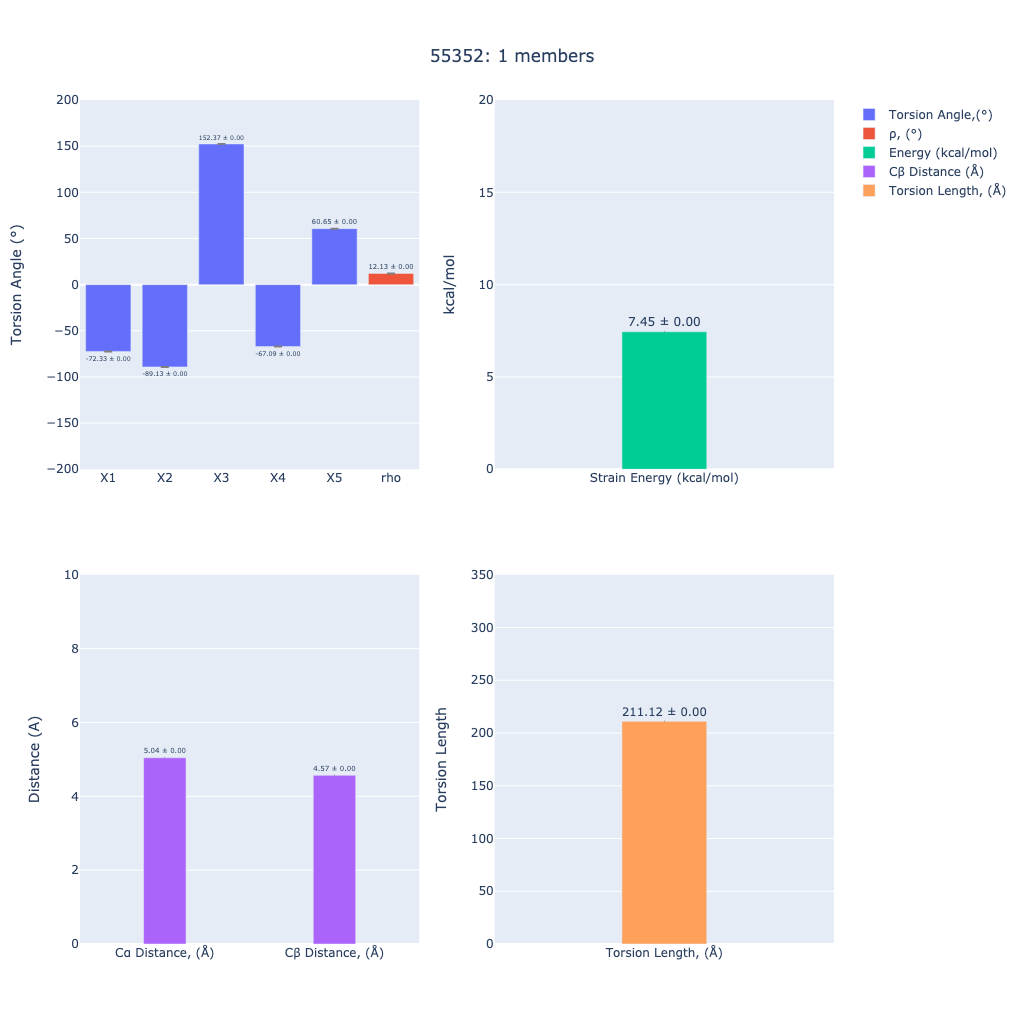 55352: 1 members
200
150
100
50
0
−50
−100
−150
−200
Torsion Angle (°)
152.37 ± 0.00
60.65 ± 0.00
12.13 ± 0.00
-72.33 ± 0.00
-89.13 ± 0.00
-67.09 ± 0.00
X1 X2 X3 X4 X5 rho
20
15
10
5
0
kcal/mol
7.45 ± 0.00
Strain Energy (kcal/mol)
Torsion Angle,(°)
ρ, (°)
Energy (kcal/mol)
Cβ Distance (Å)
Torsion Length, (Å)
10
8
6
4
2
0
Distance (A)
5.04 ± 0.00
4.57 ± 0.00
Cα Distance, (Å) Cβ Distance, (Å)
350
300
250
200
150
100
50
0
Torsion Length
211.12 ± 0.00
Torsion Length, (Å)